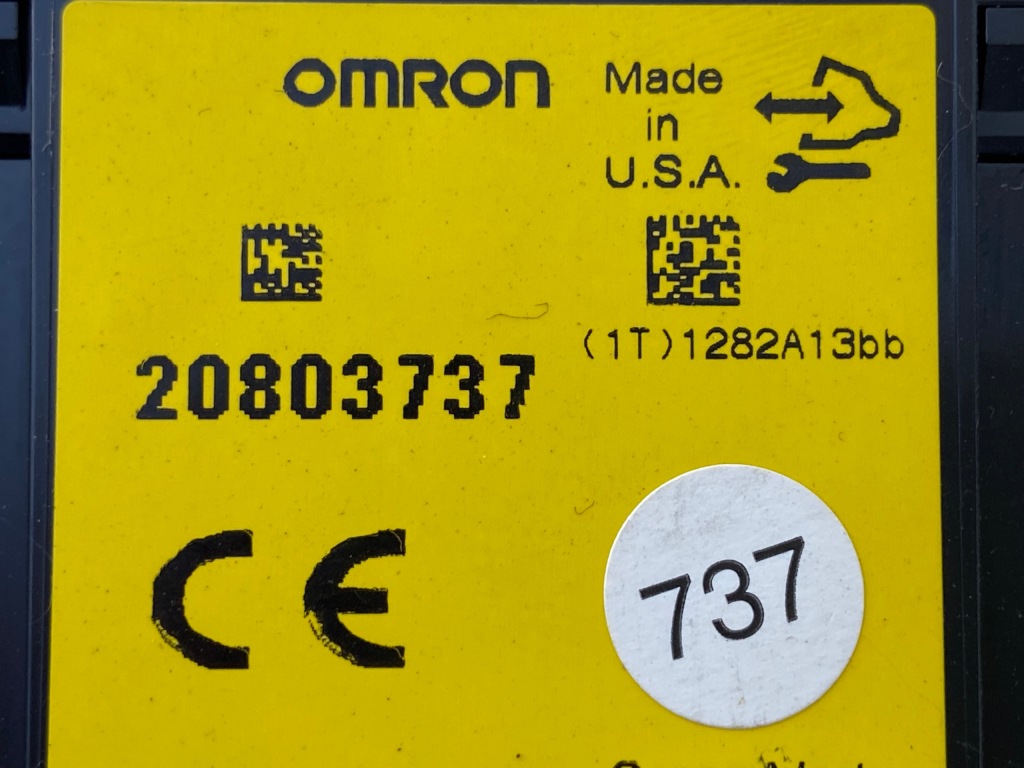 OMRON
Made
in
U.S.A.
(1T)1282A13bb
20803737
CE
737